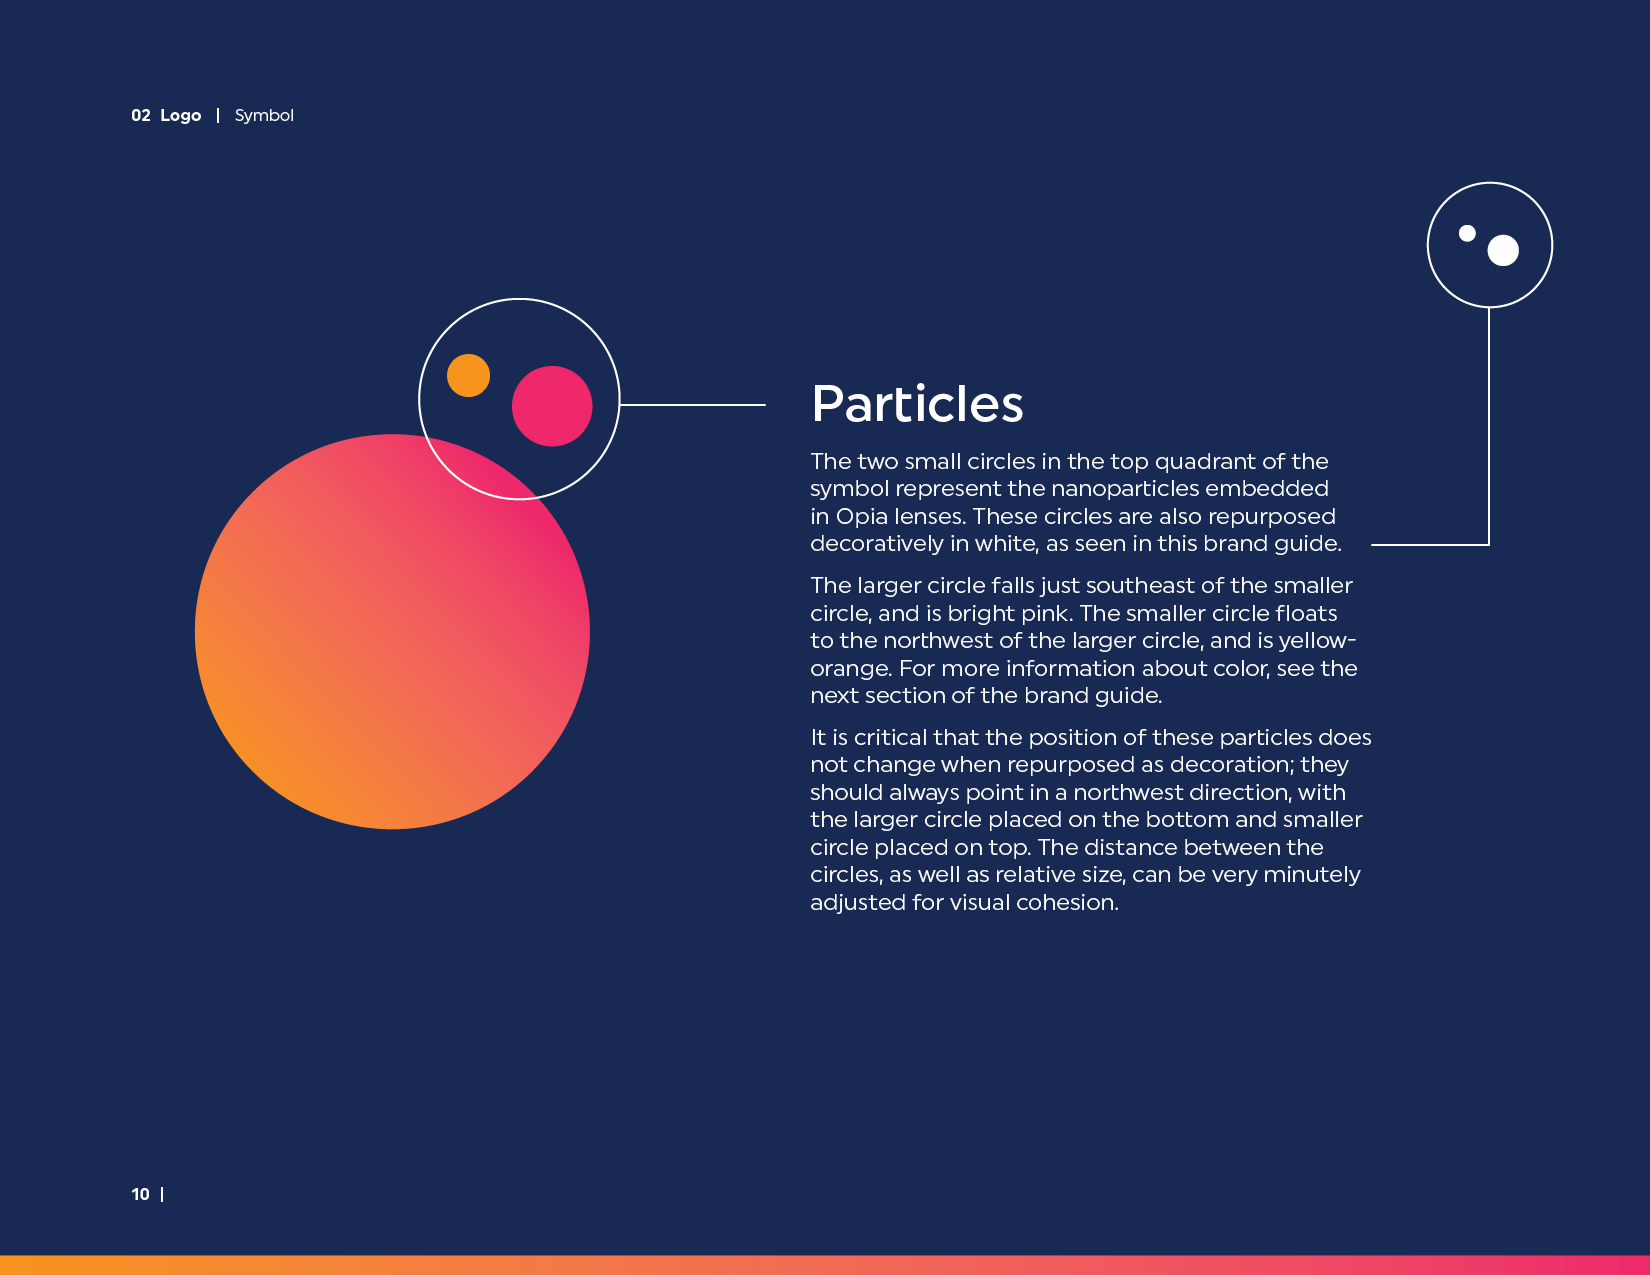 02 Logo | Symbol
Particles
The two small circles in the top quadrant of the
symbol represent the nanoparticles embedded
in Opia lenses. These circles are also repurposed
decoratively in white, as seen in this brand guide.
The larger circle falls just southeast of the smaller
circle, and is bright pink. The smaller circle floats
to the northwest of the larger circle, and is yellow-
orange. For more information about color, see the
next section of the brand guide.
It is critical that the position of these particles does
not change when repurposed as decoration; they
should always point in a northwest direction, with
the larger circle placed on the bottom and smaller
circle placed on top. The distance between the
circles, as well as relative size, can be very minutely
adjusted for visual cohesion.
10 |